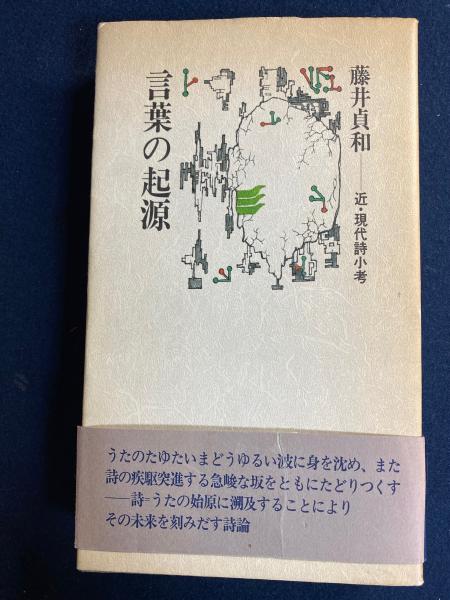 藤井貞和
──近・現代詩小考
言葉の起源
うたのたゆたいまどうゆるい波に身を沈め、また
詩の疾駆突進する急峻な坂をともにたどりつくす
──詩=うたの始原に溯及することにより
その未来を刻みだす詩論